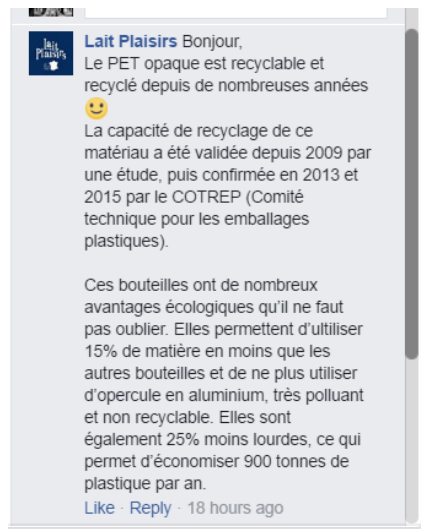 Lait Plaisirs Bonjour,
Le PET opaque est recyclable et
recyclé depuis de nombreuses années
La capacité de recyclage de ce
matériau a été validée depuis 2009 par
une étude, puis confirmée en 2013 et
2015 par le COTREP (Comité
technique pour les emballages
plastiques).
Ces bouteilles ont de nombreux
avantages écologiques qu'il ne faut
pas oublier. Elles permettent d'ultiliser
15% de matière en moins que les
autres bouteilles et de ne plus utiliser
d'opercule en aluminium, très polluant
et non recyclable. Elles sont
également 25% moins lourdes, ce qui
permet d'économiser 900 tonnes de
plastique par an.
Like · Reply · 18 hours ago
lait
Plaisirs